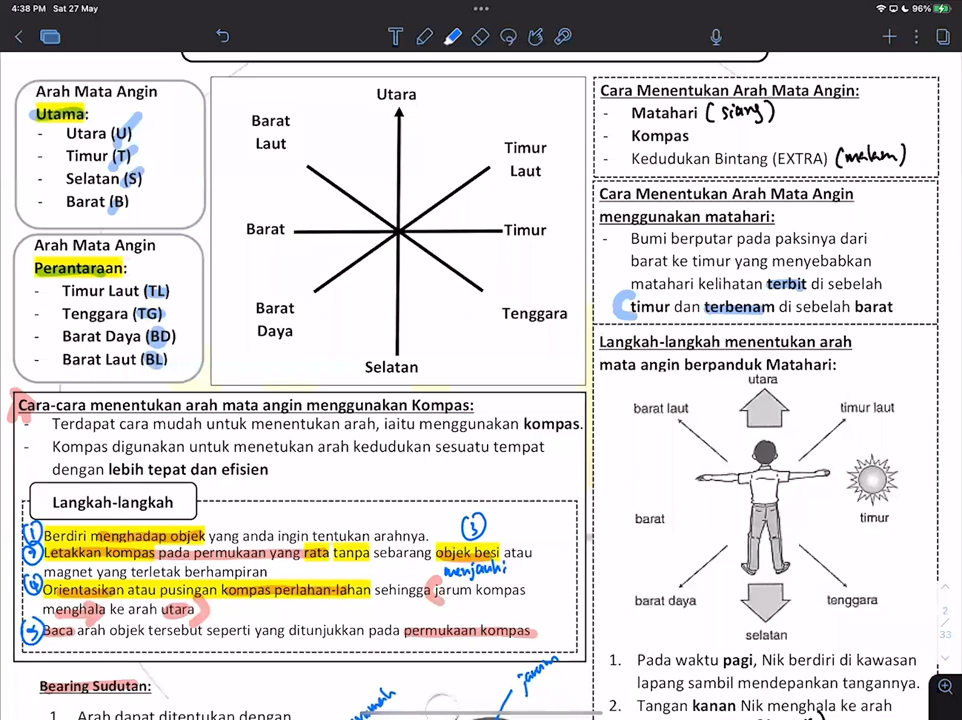 4:38 PM Sat 27 May
96%
Arah Mata Angin
Utama:
- Utara (U)
- Timur (T)
- Selatan (S)
- Barat (B)
Arah Mata Angin
Perantaraan:
- Timur Laut (TL)
- Tenggara (TG)
- Barat Daya (BD)
- Barat Laut (BL)
Utara
Barat
Laut
Timur
Laut
Barat
Timur
Barat
Daya
Tenggara
Selatan
Cara-cara menentukan arah mata angin menggunakan Kompas:
- Terdapat cara mudah untuk menentukan arah, iaitu menggunakan kompas.
- Kompas digunakan untuk menetukan arah kedudukan sesuatu tempat
dengan lebih tepat dan efisien
Langkah-langkah
1 Berdiri menghadap objek yang anda ingin tentukan arahnya.
3
2 Letakkan kompas pada permukaan yang rata tanpa sebarang objek besi atau
magnet yang terletak berhampiran
menjauhi
4 Orientasikan atau pusingan kompas perlahan-lahan sehingga jarum kompas
menghala ke arah utara
5 Baca arah objek tersebut seperti yang ditunjukkan pada permukaan kompas
Bearing Sudutan:
1. Arah dapat ditentukan dengan
jarum
Cara Menentukan Arah Mata Angin:
- Matahari (siang)
- Kompas
- Kedudukan Bintang (EXTRA) (malam)
Cara Menentukan Arah Mata Angin
menggunakan matahari:
- Bumi berputar pada paksinya dari
barat ke timur yang menyebabkan
matahari kelihatan terbit di sebelah
timur dan terbenam di sebelah barat
Langkah-langkah menentukan arah
mata angin berpanduk Matahari:
utara
barat laut
timur laut
barat
timur
barat daya
tenggara
selatan
1. Pada waktu pagi, Nik berdiri di kawasan
lapang sambil mendepankan tangannya.
2. Tangan kanan Nik menghala ke arah
2
33